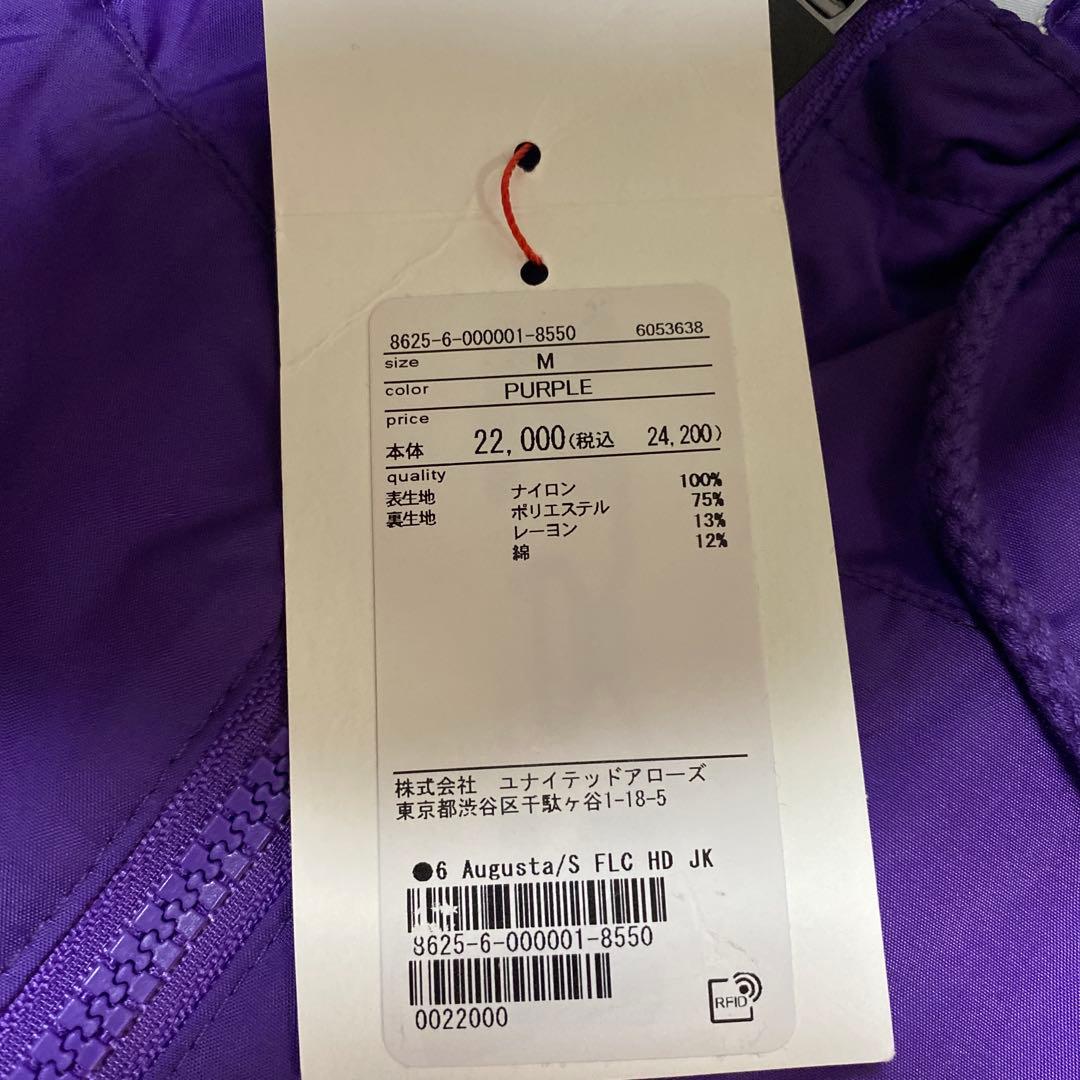 8625-6-000001-8550 6053638
size M
color PURPLE
price
本体 22,000(税込 24,200)
quality
表生地 ナイロン 100%
裏生地 ポリエステル 75%
レーヨン 13%
綿 12%
株式会社 ユナイテッドアローズ
東京都渋谷区千駄ヶ谷1-18-5
●6 Augusta/S FLC HD JK
8625-6-000001-8550
0022000
RFID